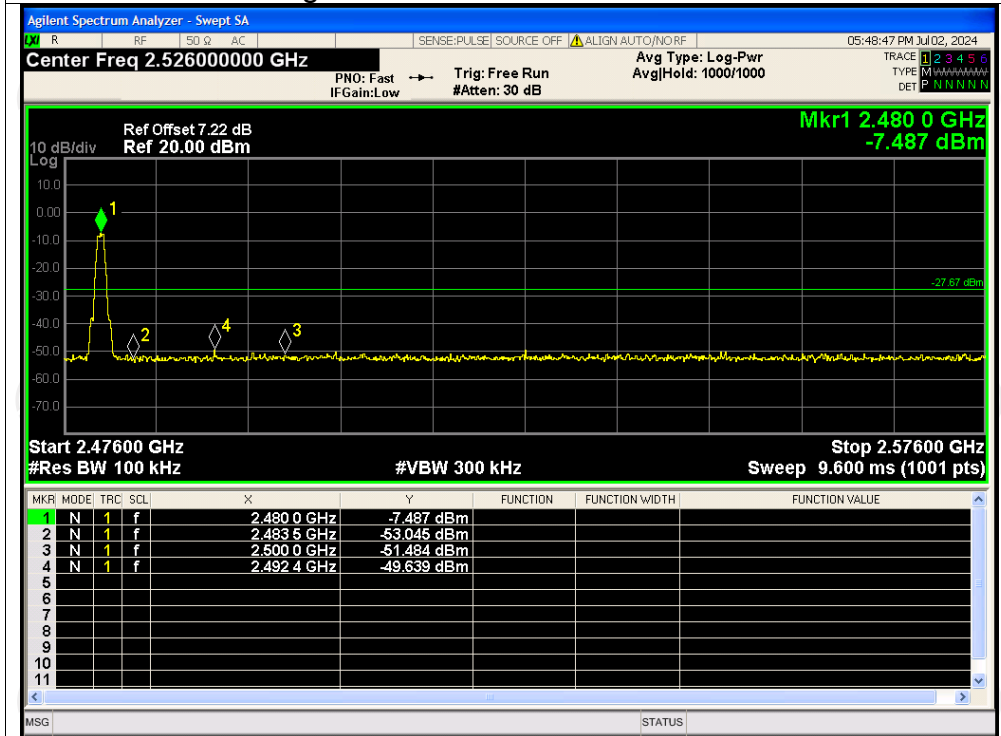 Agilent Spectrum Analyzer - Swept SA
LXI R RF 50 Ω AC SENSE:PULSE SOURCE OFF ALIGN AUTO/NO RF 05:48:47 PM Jul 02, 2024
Center Freq 2.526000000 GHz
PNO: Fast
IFGain:Low
Trig: Free Run
#Atten: 30 dB
Avg Type: Log-Pwr
Avg|Hold: 1000/1000
TRACE 1 2 3 4 5 6
TYPE M
DET P N N N N N
Mkr1 2.480 0 GHz
-7.487 dBm
Ref Offset 7.22 dB
Ref 20.00 dBm
10 dB/div
Log
10.0
0.00
-10.0
-20.0
-30.0
-40.0
-50.0
-60.0
-70.0
1
2
4
3
-27.67 dBm
Start 2.47600 GHz
Stop 2.57600 GHz
#Res BW 100 kHz #VBW 300 kHz Sweep 9.600 ms (1001 pts)
MKR MODE TRC SCL X Y FUNCTION FUNCTION WIDTH FUNCTION VALUE
1 N 1 f 2.480 0 GHz -7.487 dBm
2 N 1 f 2.483 5 GHz -53.045 dBm
3 N 1 f 2.500 0 GHz -51.484 dBm
4 N 1 f 2.492 4 GHz -49.639 dBm
5
6
7
8
9
10
11
MSG STATUS